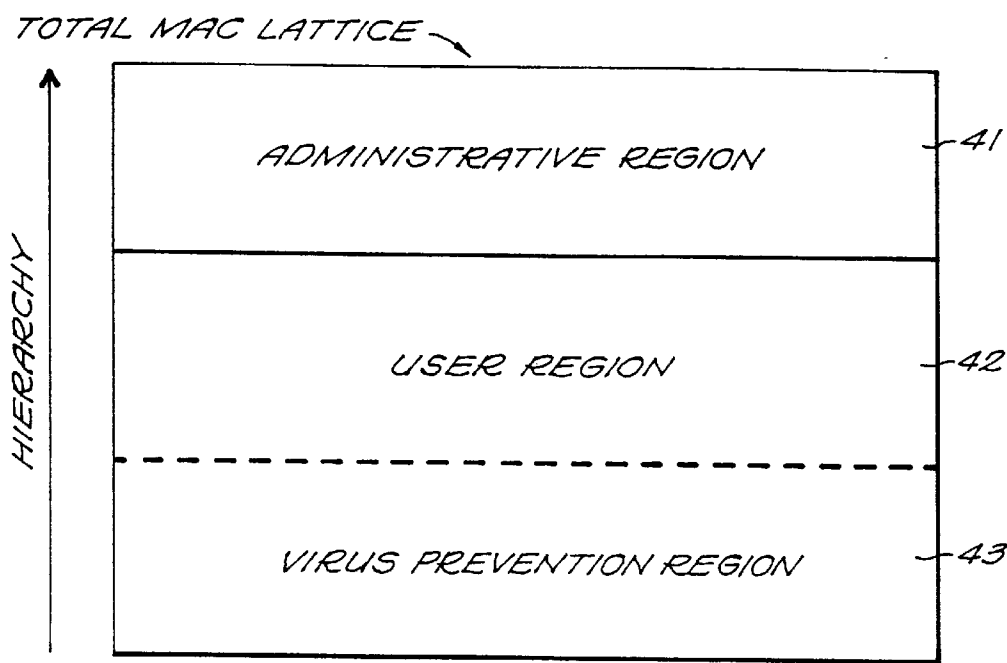 TOTAL MAC LATTICE
HIERARCHY
ADMINISTRATIVE REGION
41
USER REGION
42
VIRUS PREVENTION REGION
43